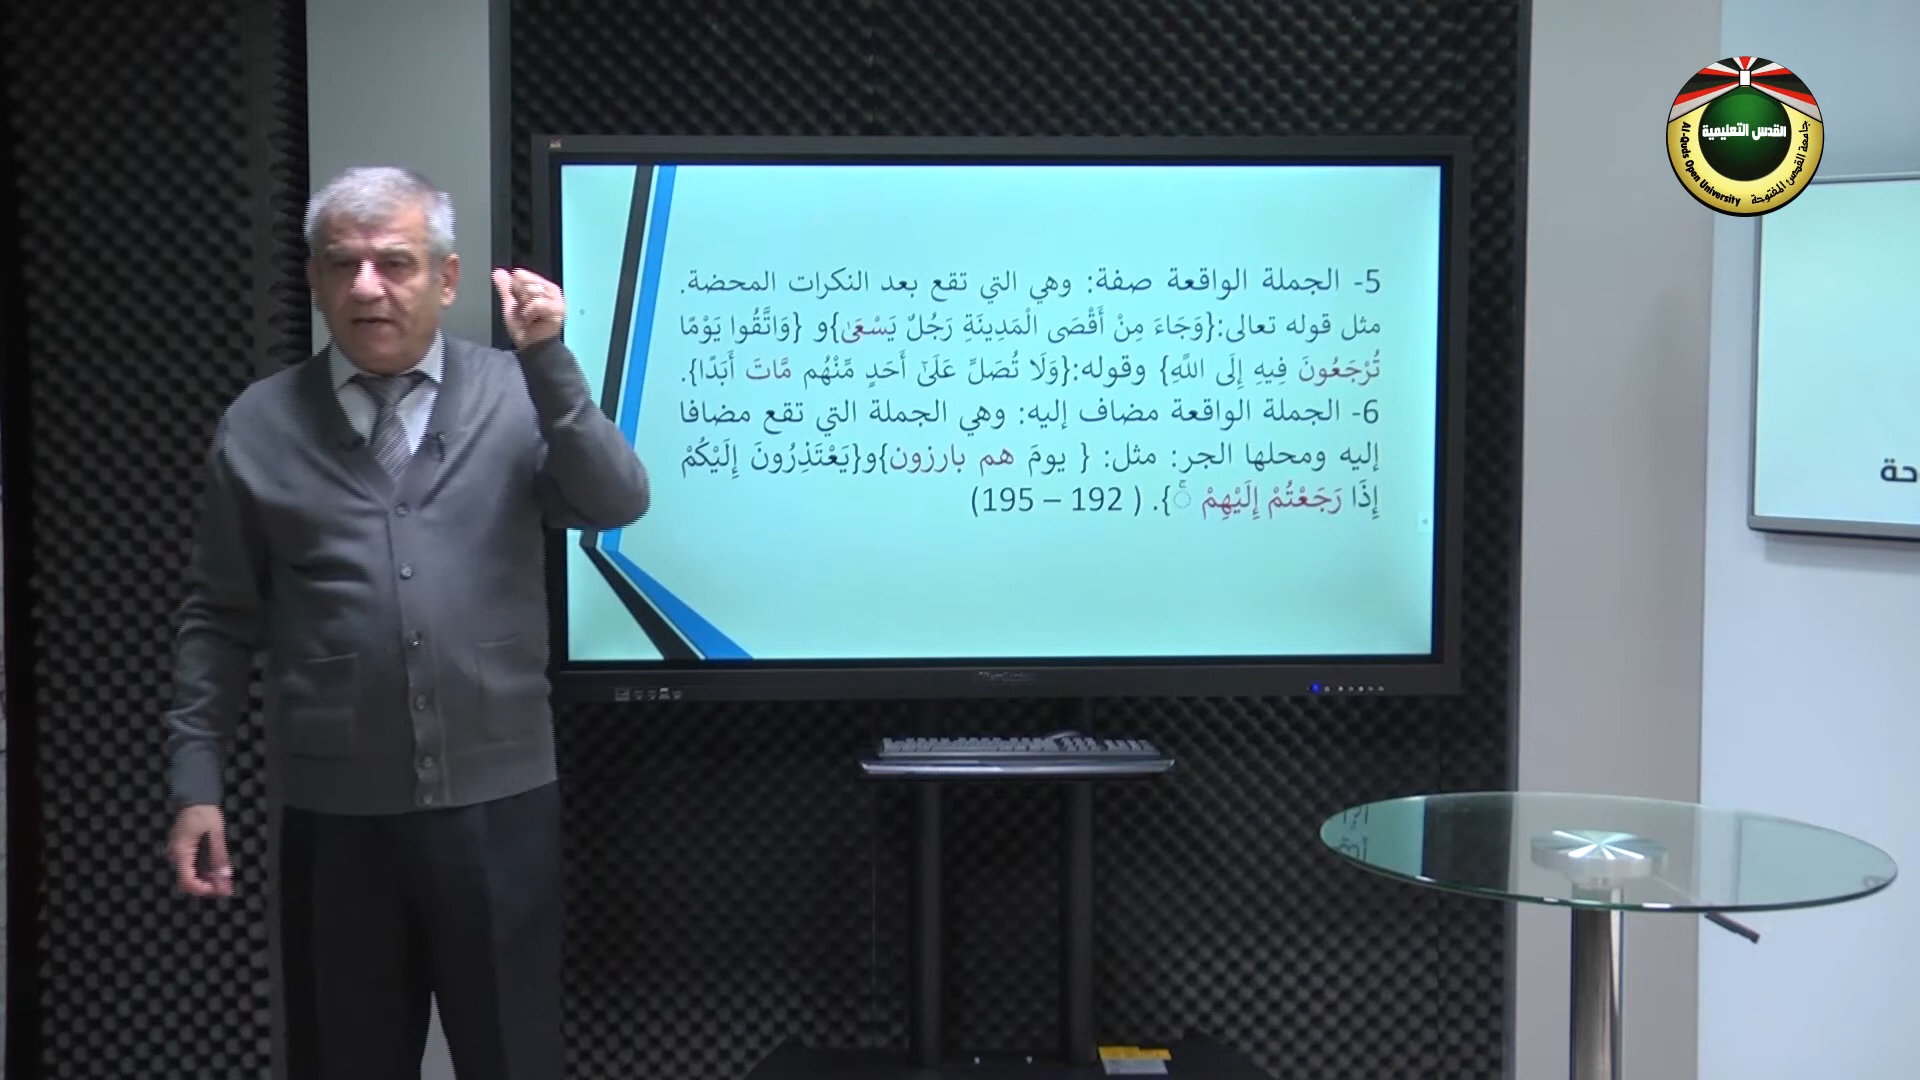 القدس التعليمية
جامعة القدس المفتوحة
Al-Quds Open University
5- الجملة الواقعة صفة: وهي التي تقع بعد النكرات المحضة.
مثل قوله تعالى:{وَجَاءَ مِنْ أَقْصَى الْمَدِينَةِ رَجُلٌ يَسْعَىٰ}و {وَاتَّقُوا يَوْمًا
تُرْجَعُونَ فِيهِ إِلَى اللَّهِ} وقوله:{وَلَا تُصَلِّ عَلَىٰٓ أَحَدٍ مِّنْهُم مَّاتَ أَبَدًا}.
6- الجملة الواقعة مضاف إليه: وهي الجملة التي تقع مضافا
إليه ومحلها الجر: مثل: { يومَ هم بارزون}و{يَعْتَذِرُونَ إِلَيْكُمْ
إِذَا رَجَعْتُمْ إِلَيْهِمْ ۚ}. ( 192 – 195)
حة